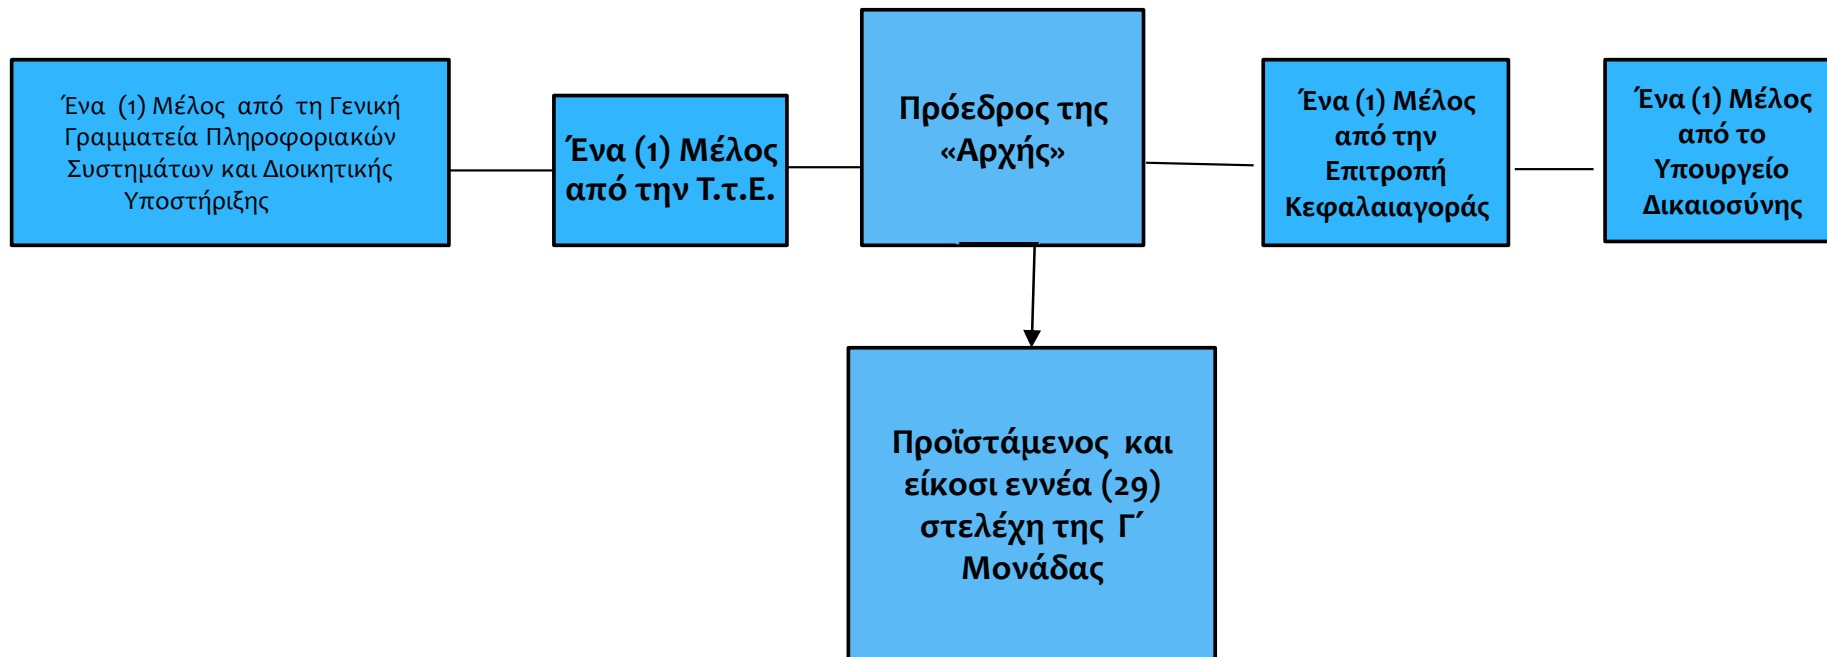 Ένα (1) Μέλος από τη Γενική
Γραμματεία Πληροφοριακών
Συστημάτων και Διοικητικής
Υποστήριξης
Ένα (1) Μέλος
από την Τ.τ.Ε.
Πρόεδρος της
«Αρχής»
Ένα (1) Μέλος
από την
Επιτροπή
Κεφαλαιαγοράς
Ένα (1) Μέλος
από το
Υπουργείο
Δικαιοσύνης
Προϊστάμενος και
είκοσι εννέα (29)
στελέχη της Γ΄
Μονάδας